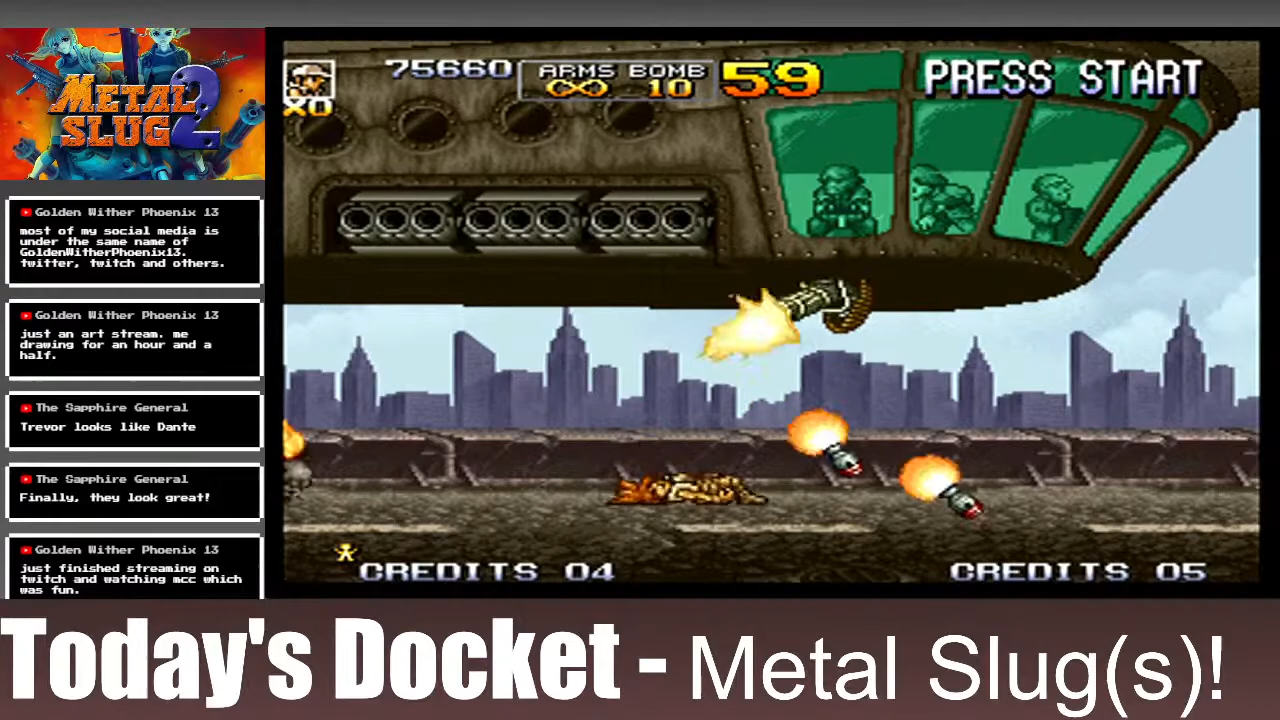 METAL
SLUG 2
Golden Wither Phoenix 13
most of my social media is
under the same name of
GoldenWitherPhoenix13.
twitter, twitch and others.
Golden Wither Phoenix 13
just an art stream. me
drawing for an hour and a
half.
The Sapphire General
Trevor looks like Dante
The Sapphire General
Finally, they look great!
Golden Wither Phoenix 13
just finished streaming on
twitch and watching mcc which
was fun.
75660
ARMS BOMB
∞ 10
59
PRESS START
X0
CREDITS 04
CREDITS 05
Today's Docket - Metal Slug(s)!